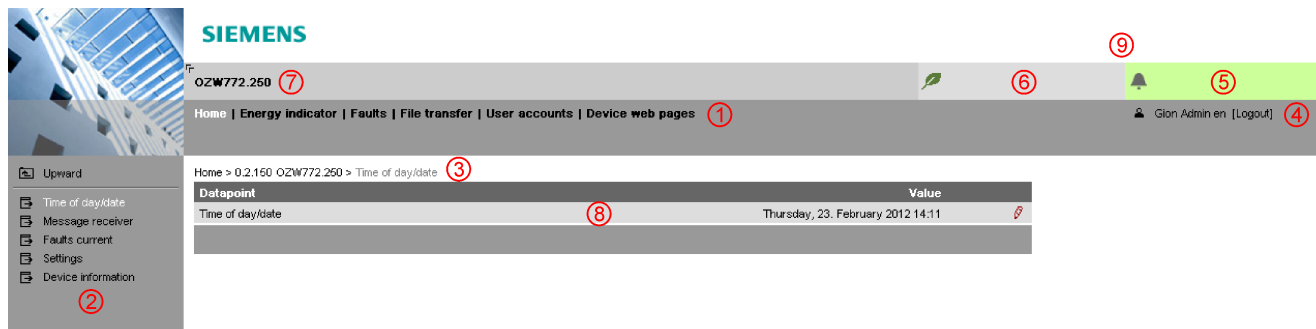 SIEMENS
9
OZW772.250 7 6 5
Home | Energy indicator | Faults | File transfer | User accounts | Device web pages 1 Gion Admin en [Logout] 4
Upward
Home > 0.2.150 OZW772.250 > Time of day/date 3
Datapoint Value
Time of day/date 8 Thursday, 23. February 2012 14:11
Time of day/date
Message receiver
Faults current
Settings
Device information
2